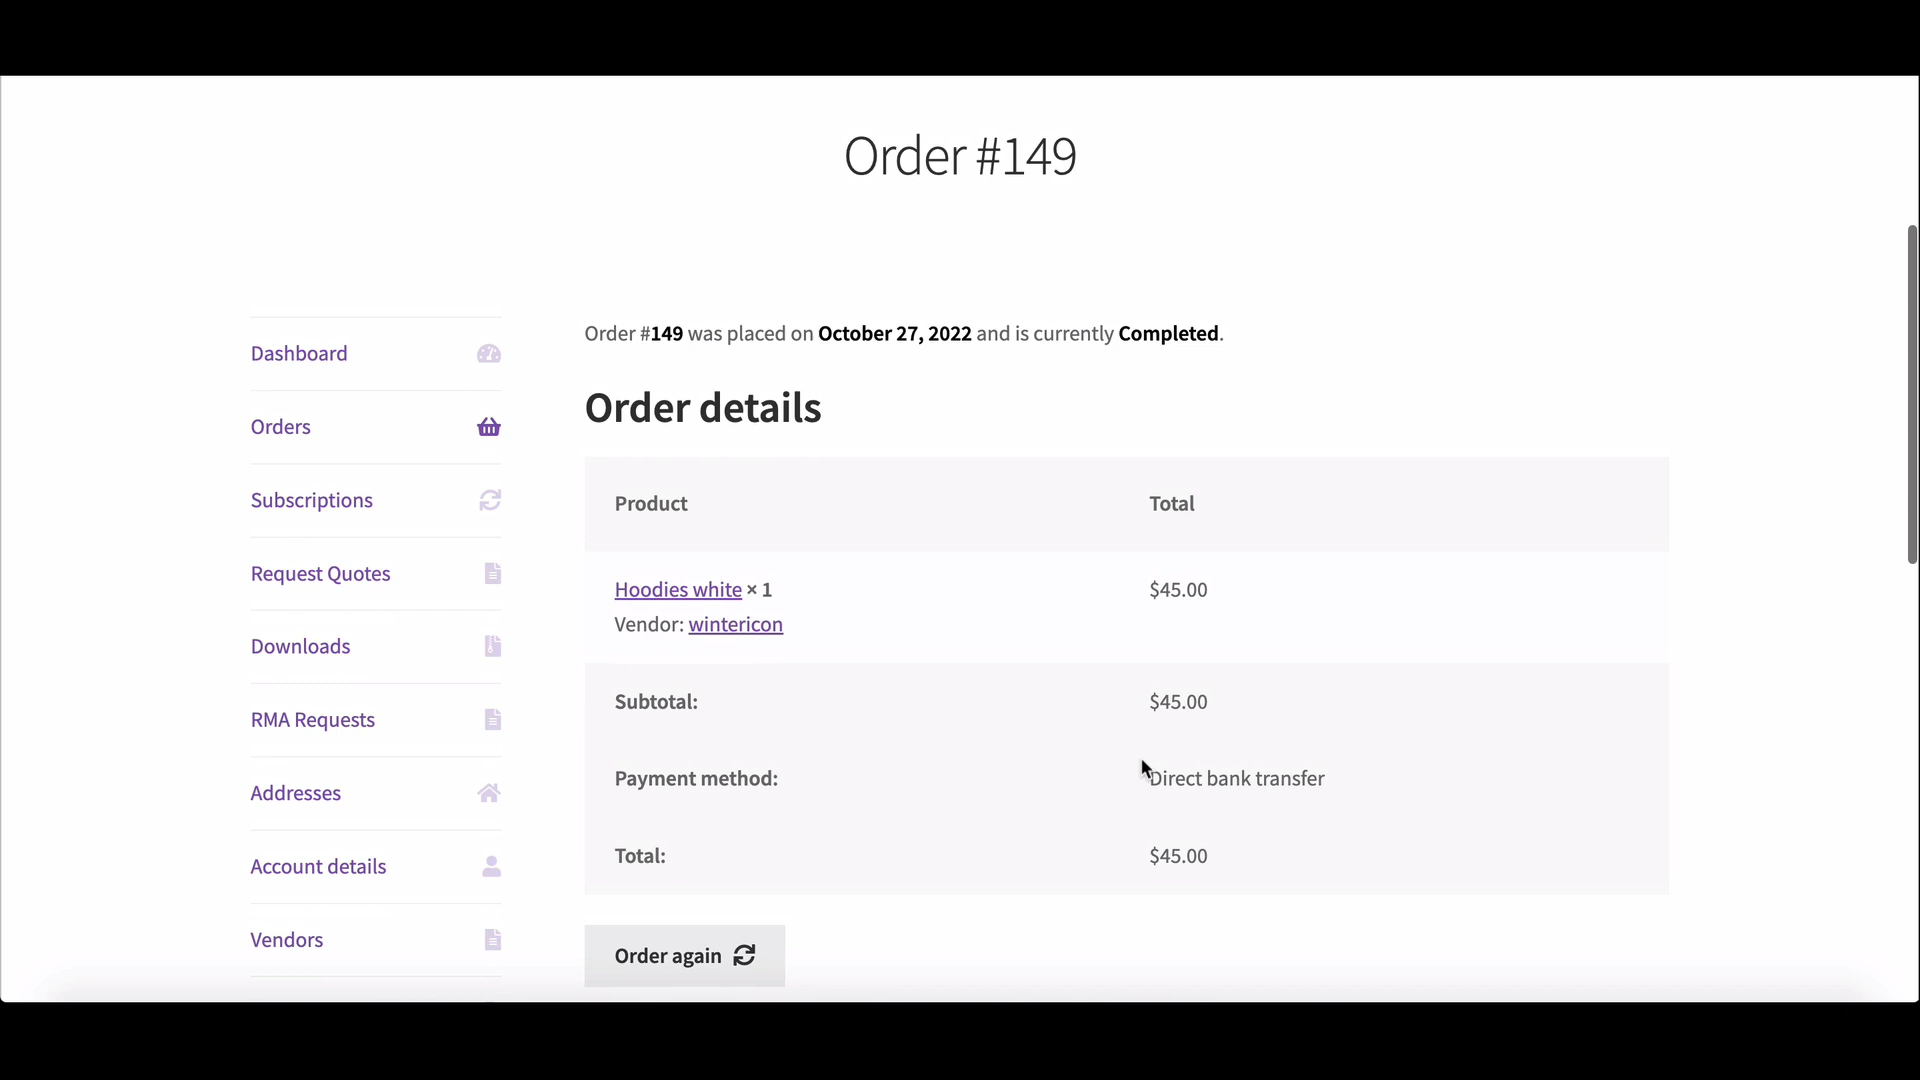 Order #149
Dashboard
Orders
Subscriptions
Request Quotes
Downloads
RMA Requests
Addresses
Account details
Vendors
Order #149 was placed on October 27, 2022 and is currently Completed.
Order details
Product Total
Hoodies white × 1 $45.00
Vendor: wintericon
Subtotal: $45.00
Payment method: Direct bank transfer
Total: $45.00
Order again